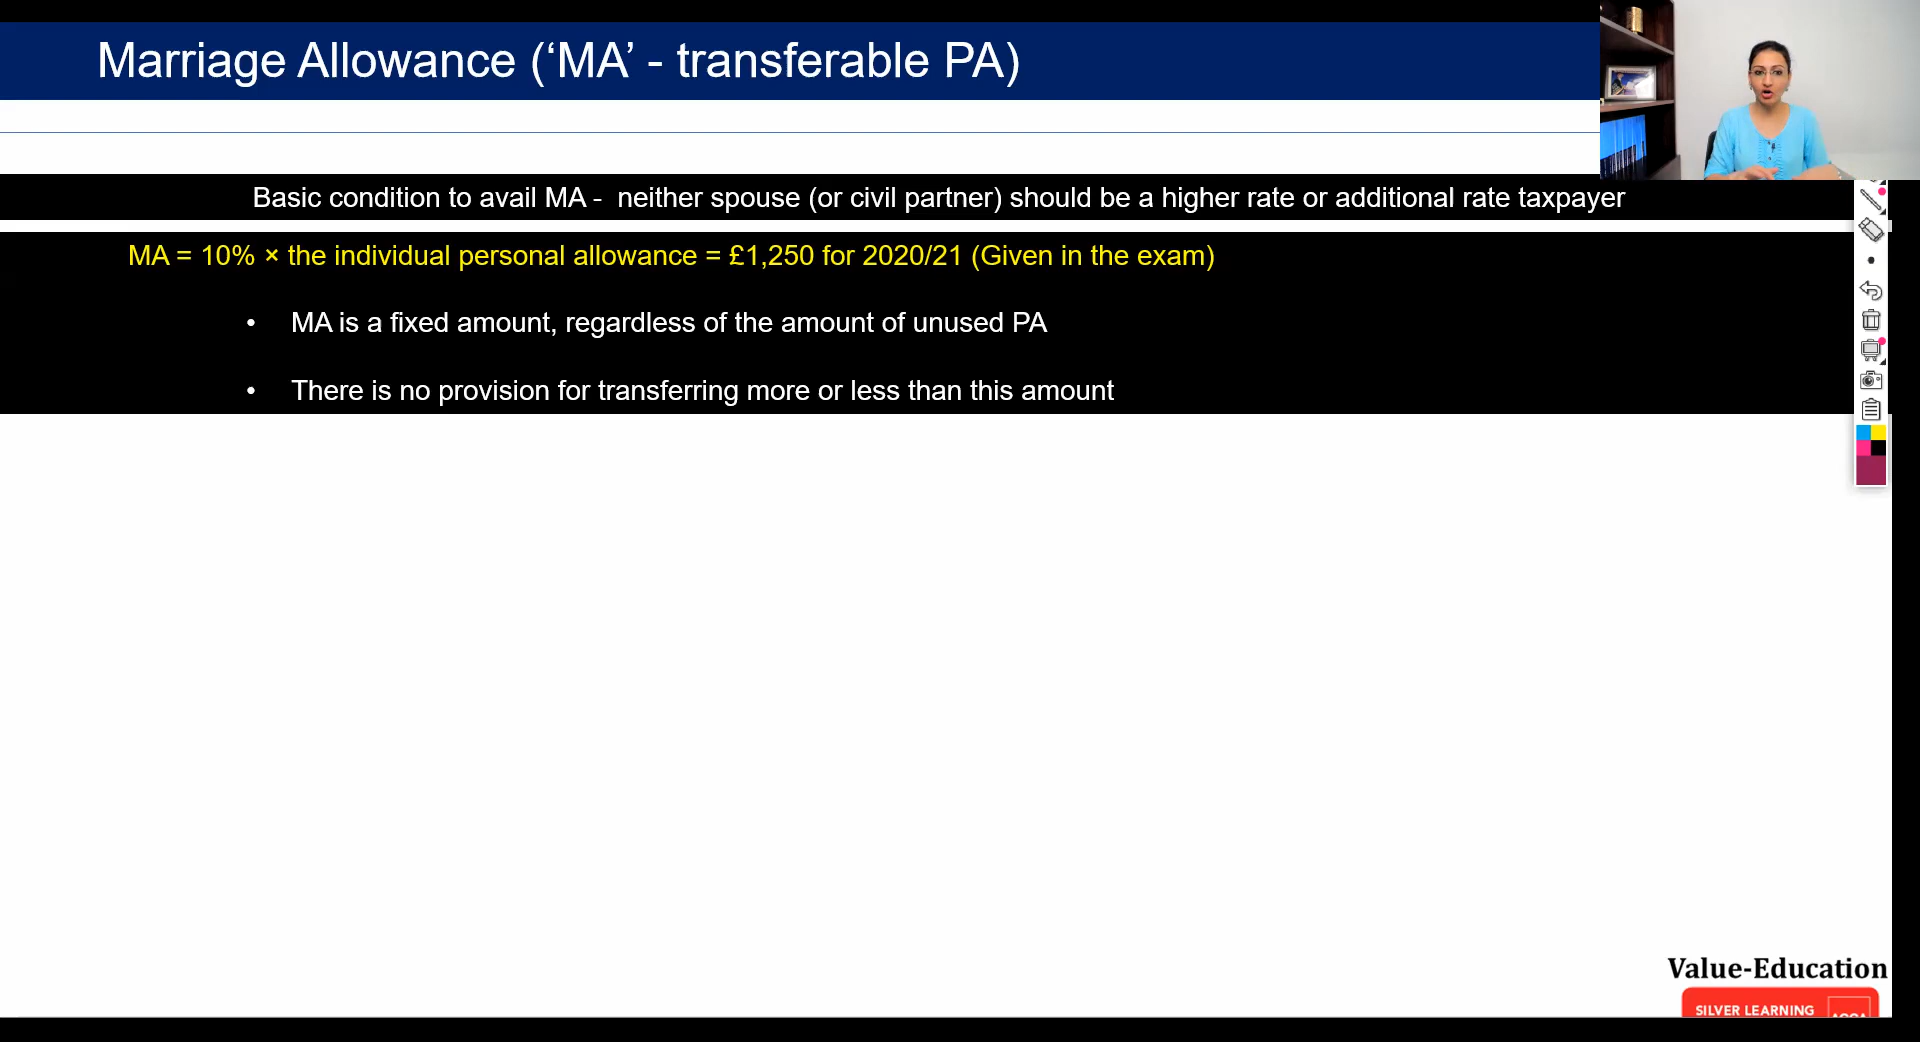 Marriage Allowance (‘MA’ - transferable PA)
Basic condition to avail MA -  neither spouse (or civil partner) should be a higher rate or additional rate taxpayer
MA = 10% × the individual personal allowance = £1,250 for 2020/21 (Given in the exam)
• MA is a fixed amount, regardless of the amount of unused PA
• There is no provision for transferring more or less than this amount
Value-Education
SILVER LEARNING
ACCA